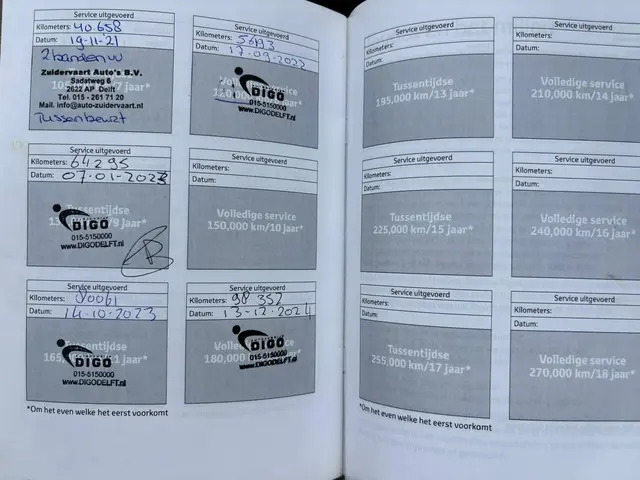 Service uitgevoerd
Kilometers: 40.658
Datum: 19-11-21
2 banden vv
Zuidervaart Auto's B.V.
Sadatweg 6
2622 AP Delft
Tel. 015 - 261 71 20
Mail. info@auto-zuidervaart.nl
Tussenbeurt
Service uitgevoerd
Kilometers:
Datum: 17.09.2022
Volledige service
DIGO
015-5150000
www.DIGODELFT.nl
Service uitgevoerd
Kilometers: 64295
Datum: 07-01-2023
Tussentijdse
DIGO
015-5150000
www.DIGODELFT.nl
Service uitgevoerd
Kilometers:
Datum:
Volledige service
150,000 km/10 jaar*
Service uitgevoerd
Kilometers: 80061
Datum: 14-10-2023
Tussentijdse
DIGO
015-5150000
www.DIGODELFT.nl
Service uitgevoerd
Kilometers: 98 352
Datum: 13-12-2024
Volledige service
180,000
DIGO
015-5150000
www.DIGODELFT.nl
*Om het even welke het eerst voorkomt
Service uitgevoerd
Kilometers:
Datum:
Tussentijdse
195,000 km/13 jaar*
Service uitgevoerd
Kilometers:
Datum:
Volledige service
210,000 km/14 jaar*
Service uitgevoerd
Kilometers:
Datum:
Tussentijdse
225,000 km/15 jaar*
Service uitgevoerd
Kilometers:
Datum:
Volledige service
240,000 km/16 jaar*
Service uitgevoerd
Kilometers:
Datum:
Tussentijdse
255,000 km/17 jaar*
Service uitgevoerd
Kilometers:
Datum:
Volledige service
270,000 km/18 jaar*
*Om het even welke het eerst voorkomt